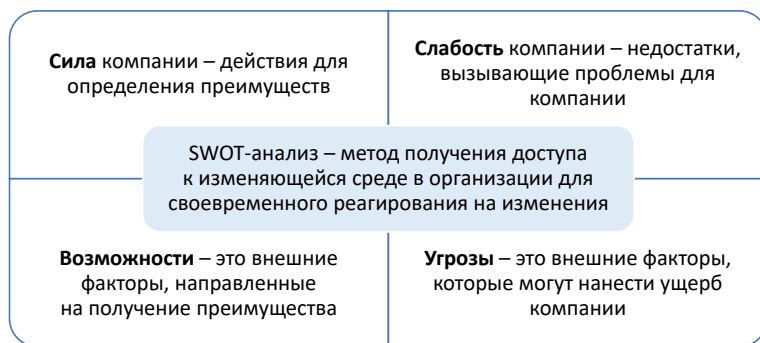 Сила компании – действия для
определения преимуществ
Слабость компании – недостатки,
вызывающие проблемы для
компании
SWOT-анализ – метод получения доступа
к изменяющейся среде в организации для
своевременного реагирования на изменения
Возможности – это внешние
факторы, направленные
на получение преимущества
Угрозы – это внешние факторы,
которые могут нанести ущерб
компании